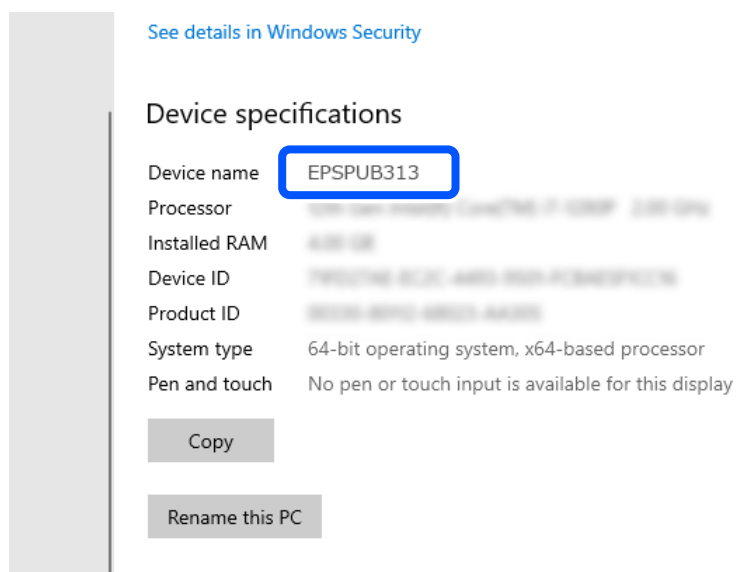 See details in Windows Security
Device specifications
Device name EPSPUB313
Processor
Installed RAM
Device ID
Product ID
System type 64-bit operating system, x64-based processor
Pen and touch No pen or touch input is available for this display
Copy
Rename this PC